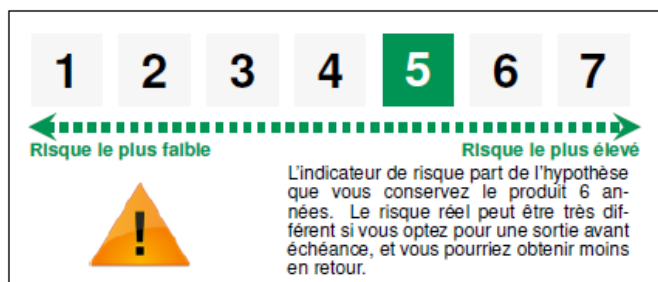 1 2 3 4 5 6 7
Risque le plus faible Risque le plus élevé
L'indicateur de risque part de l'hypothèse
que vous conservez le produit 6 an-
nées. Le risque réel peut être très dif-
férent si vous optez pour une sortie avant
échéance, et vous pourriez obtenir moins
en retour.
!